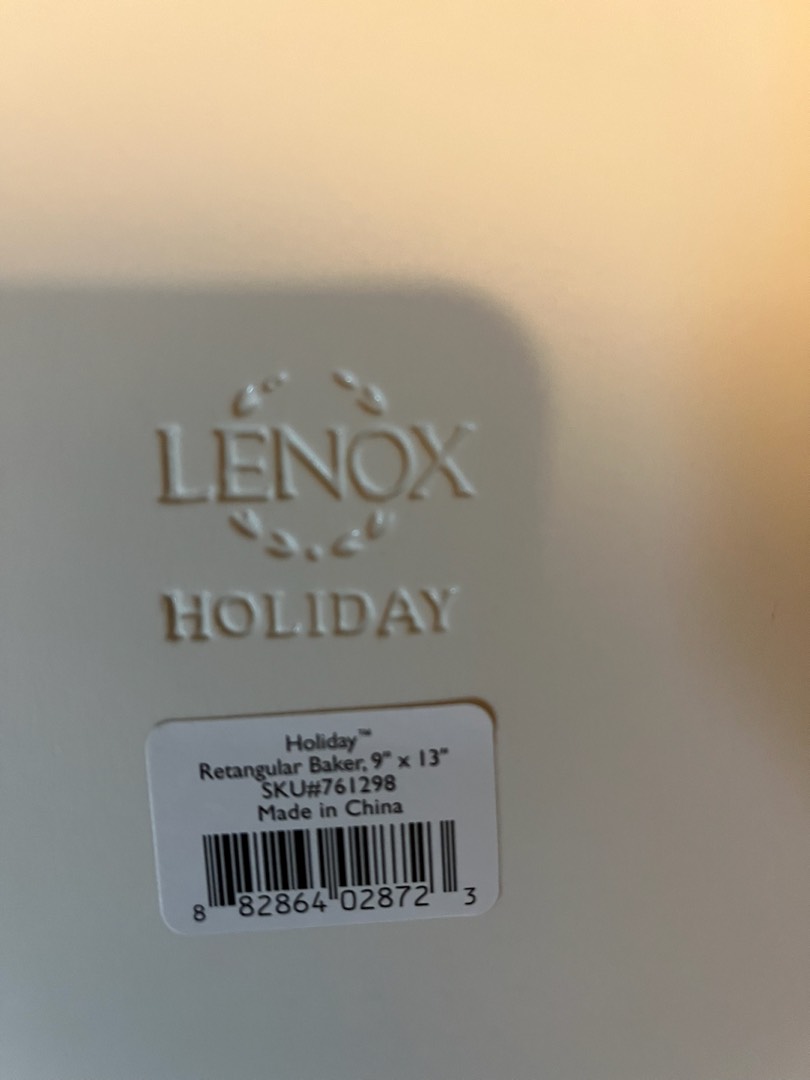 LENOX
HOLIDAY
Holiday™
Retangular Baker, 9" x 13"
SKU#761298
Made in China
8 82864 02872 3